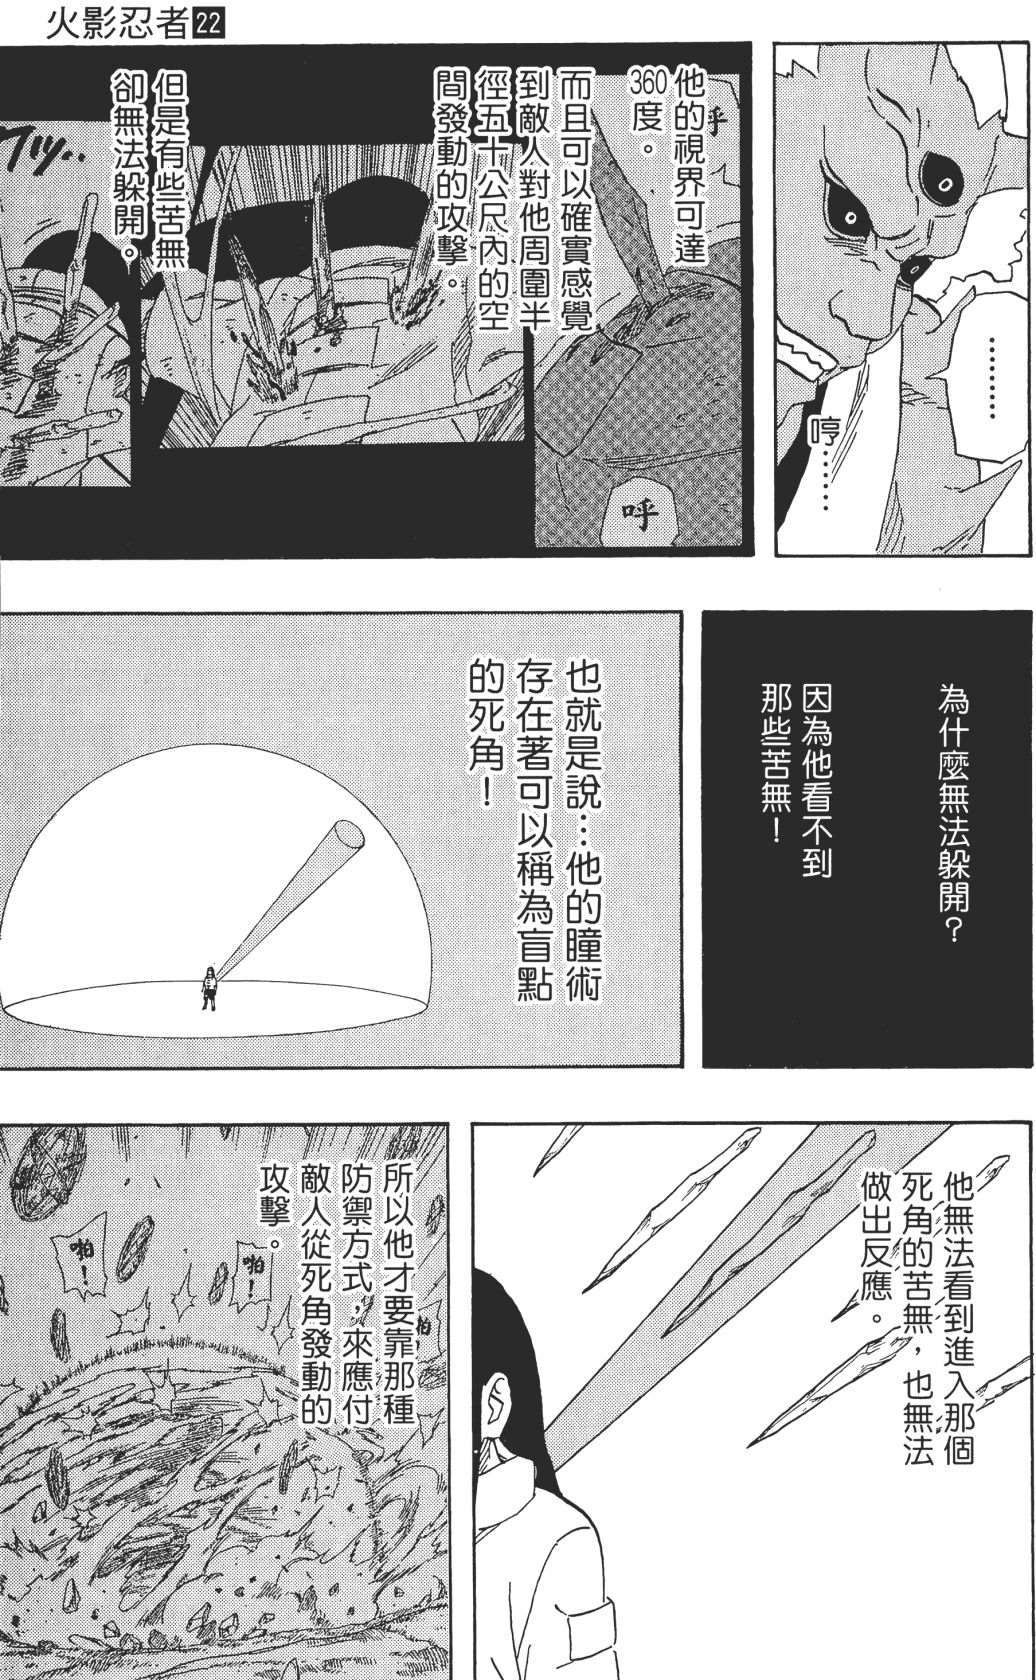 火影忍者22
…………
哼…………
他的視界可達
360度。
而且可以確實感覺
到敵人對他周圍半
徑五十公尺內的空
間發動的攻擊。
呼
呼
但是有些苦無
卻無法躲開。
為什麼無法躲開？
因為他看不到
那些苦無！
也就是說…他的瞳術
存在著可以稱為盲點
的死角！
他無法看到進入那個
死角的苦無，也無法
做出反應。
所以他才要靠那種
防禦方式，來應付
敵人從死角發動的
攻擊。
啪！
啪！
啪